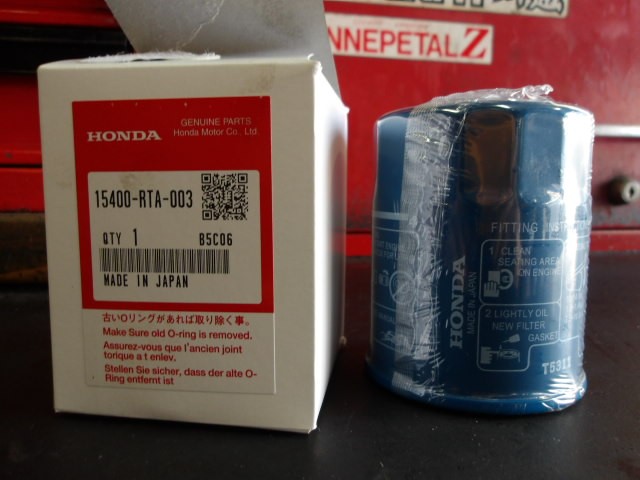 NNEPETAL Z
GENUINE PARTS
HONDA
Honda Motor Co., Ltd.
15400-RTA-003
QTY 1
B5C06
MADE IN JAPAN
古いOリングがあれば取り除く事。
Make Sure old O-ring is removed.
Assurez-vous que l'ancien joint
torique a t enlev.
Stellen Sie sicher, dass der alte O-
Ring entfernt ist
HONDA
MADE IN JAPAN
FITTING
1 CLEAN
SEATING AREA
ON ENGINE
2 LIGHTLY OIL
NEW FILTER
GASKET